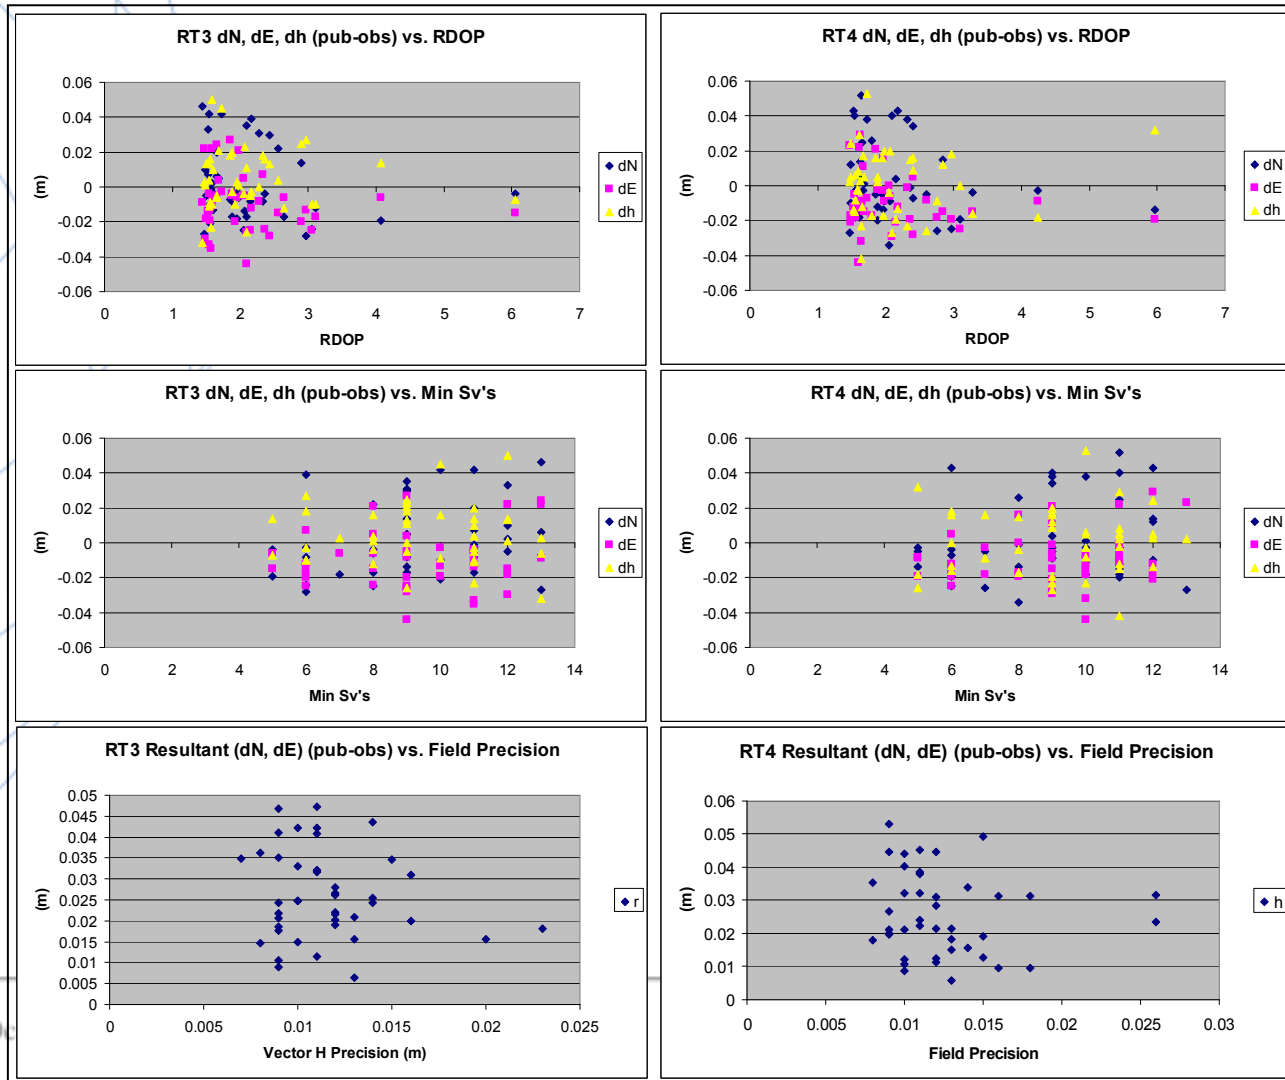 RT3 dN, dE, dh (pub-obs) vs. RDOP
0.06
0.04
0.02
0
-0.02
-0.04
-0.06
(m)
0 1 2 3 4 5 6 7
RDOP
dN
dE
dh
RT4 dN, dE, dh (pub-obs) vs. RDOP
0.06
0.04
0.02
0
-0.02
-0.04
-0.06
(m)
0 1 2 3 4 5 6 7
RDOP
dN
dE
dh
RT3 dN, dE, dh (pub-obs) vs. Min Sv's
0.06
0.04
0.02
0
-0.02
-0.04
-0.06
(m)
0 2 4 6 8 10 12 14
Min Sv's
dN
dE
dh
RT4 dN, dE, dh (pub-obs) vs. Min Sv's
0.06
0.04
0.02
0
-0.02
-0.04
-0.06
(m)
0 2 4 6 8 10 12 14
Min Sv's
dN
dE
dh
RT3 Resultant (dN, dE) (pub-obs) vs. Field Precision
0.05
0.045
0.04
0.035
0.03
0.025
0.02
0.015
0.01
0.005
0
(m)
0 0.005 0.01 0.015 0.02 0.025
Vector H Precision (m)
r
RT4 Resultant (dN, dE) (pub-obs) vs. Field Precision
0.06
0.05
0.04
0.03
0.02
0.01
0
(m)
0 0.005 0.01 0.015 0.02 0.025 0.03
Field Precision
h